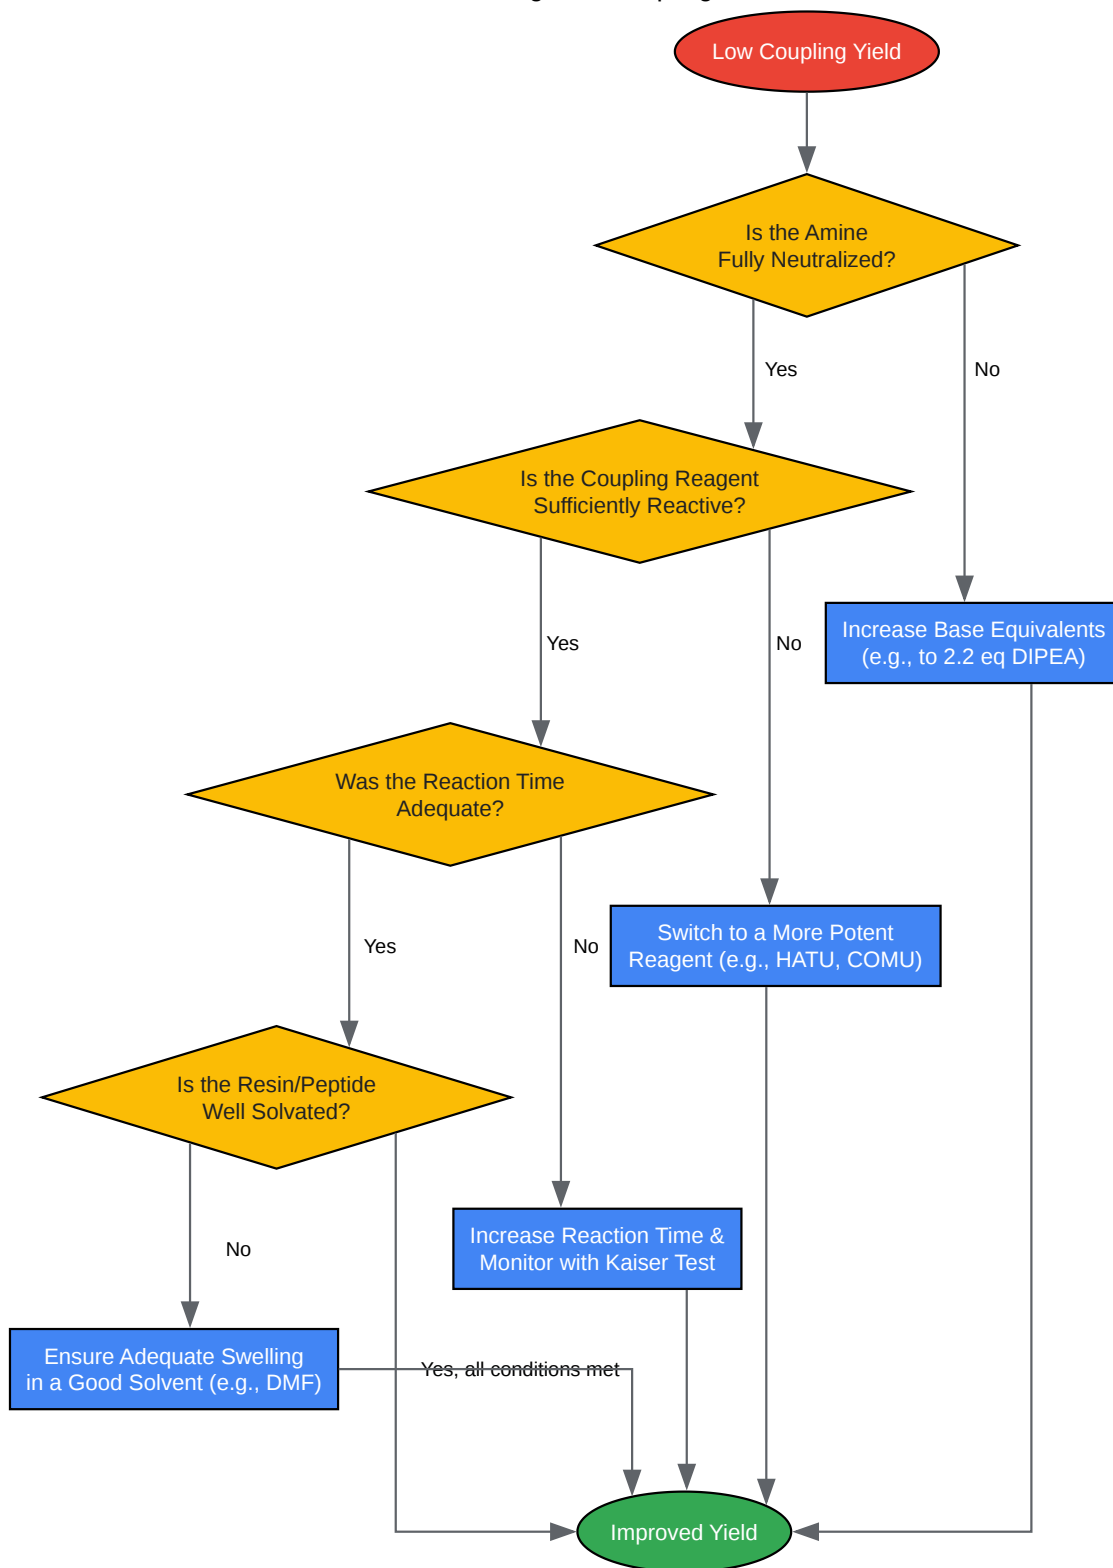 Low Coupling Yield
Is the Amine
Fully Neutralized?
Yes
No
Is the Coupling Reagent
Sufficiently Reactive?
Increase Base Equivalents
(e.g., to 2.2 eq DIPEA)
Yes
No
Was the Reaction Time
Adequate?
Switch to a More Potent
Reagent (e.g., HATU, COMU)
Yes
No
Is the Resin/Peptide
Well Solvated?
Increase Reaction Time &
Monitor with Kaiser Test
No
Ensure Adequate Swelling
in a Good Solvent (e.g., DMF)
Yes, all conditions met
Improved Yield